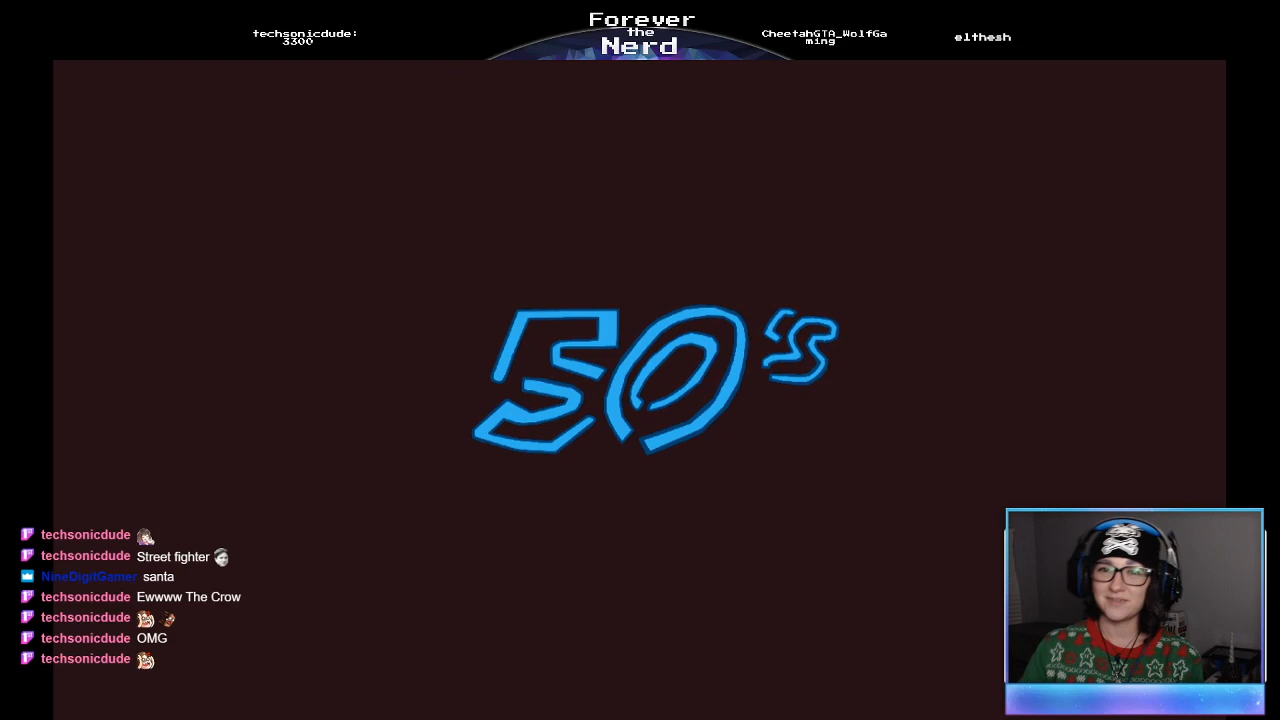 techsonicdude:
3300
Forever
the
Nerd
CheetahGTA_WolfGa
ming
elthesh
50's
techsonicdude
techsonicdude Street fighter
NineDigitGamer santa
techsonicdude Ewwww The Crow
techsonicdude
techsonicdude OMG
techsonicdude